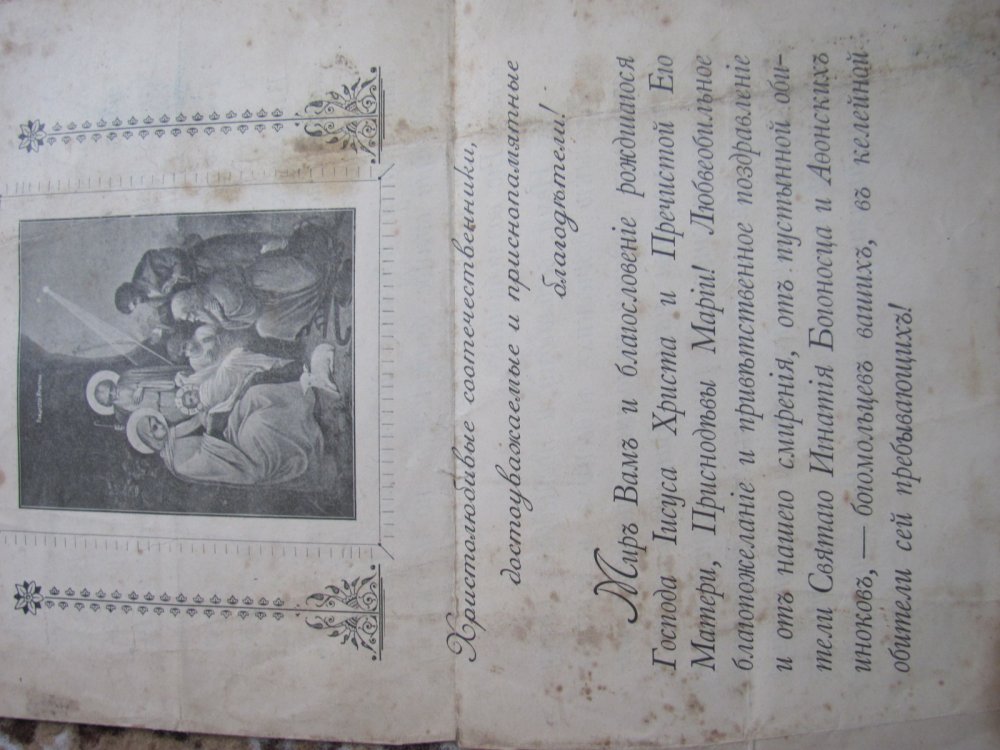 Христолюбивые соотечественники,
достоуважаемые и приснопамятные
благодѣтели!
Миръ Вамъ и благословеніе рождшагося
Господа Іисуса Христа и Пречистой Его
Матери, Приснодѣвы Маріи! Любвеобильное
благопожеланіе и привѣтственное поздравленіе
и отъ нашего смиренія, отъ пустынной оби-
тели Святаго Игнатія Богоносца и Аѳонскихъ
иноковъ, — богомольцевъ вашихъ, въ келейной
обители сей пребывающихъ!